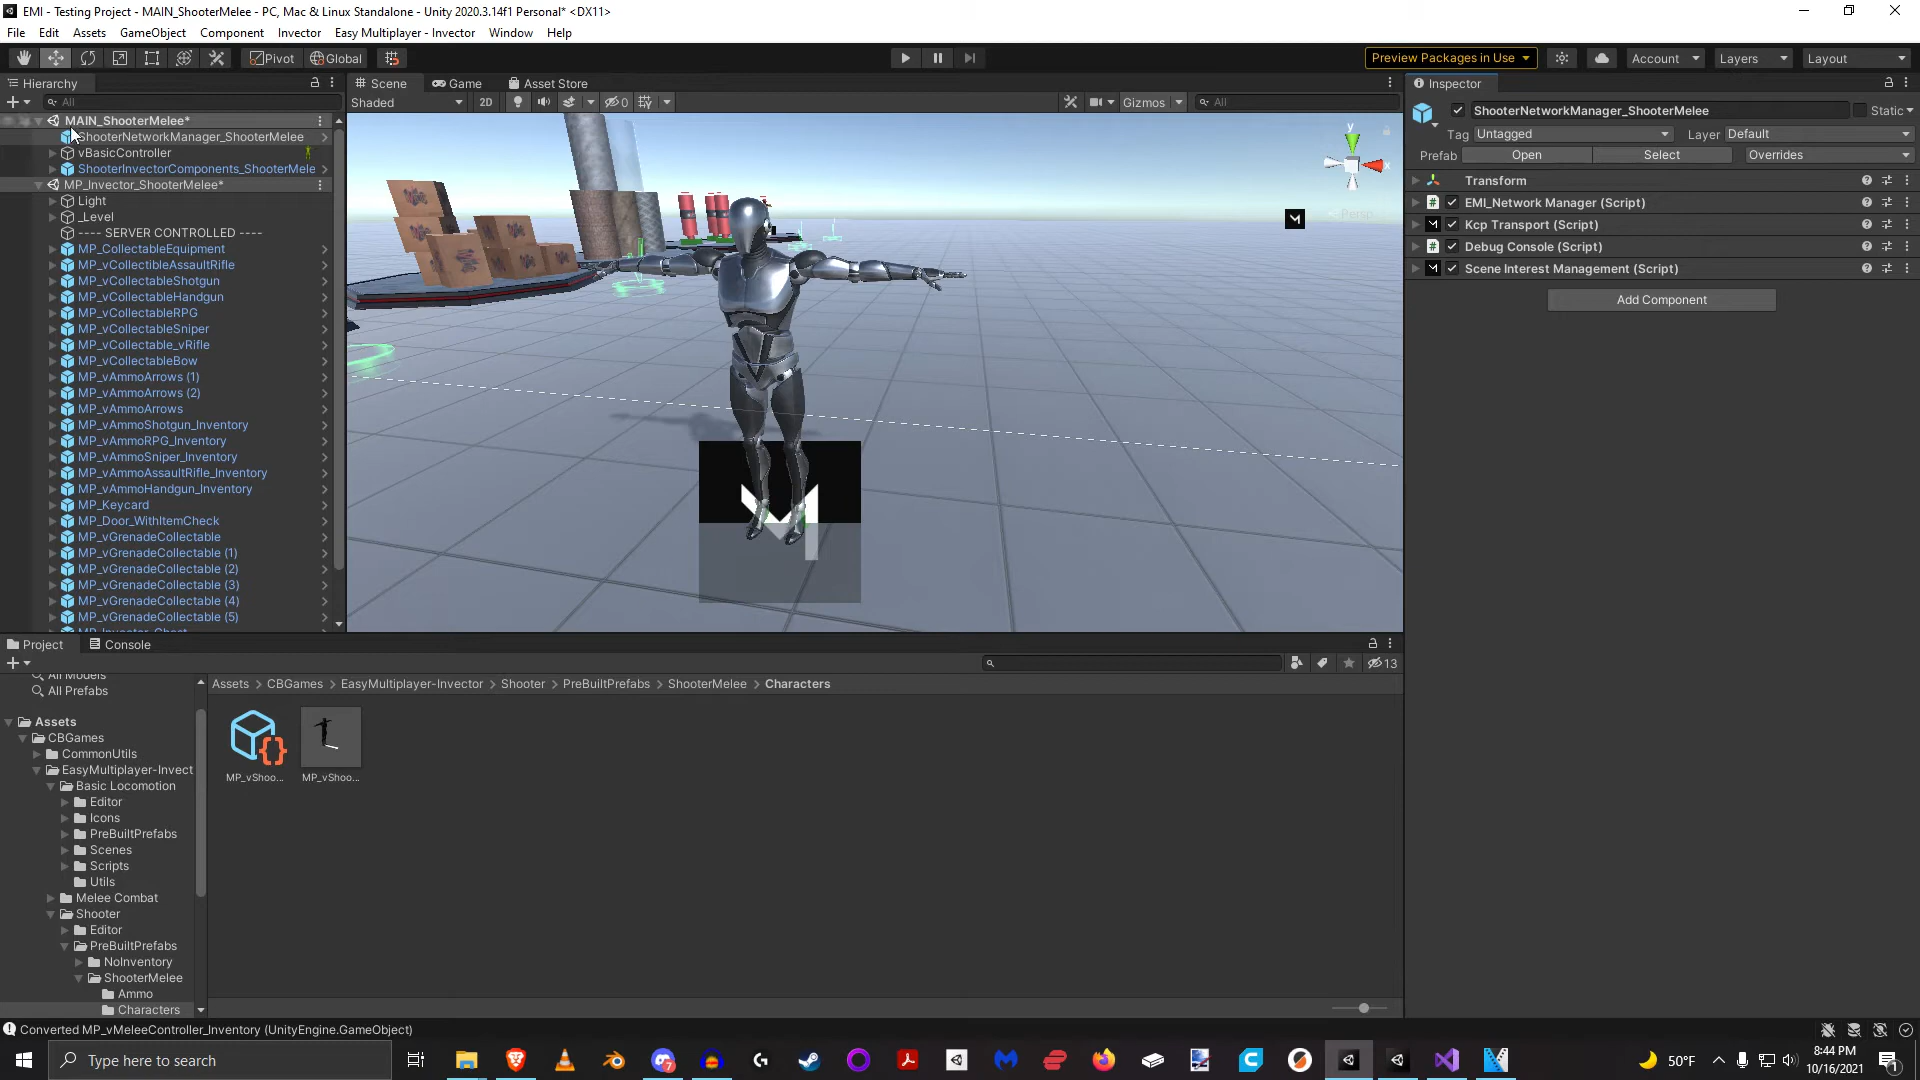 EMI - Testing Project - MAIN_ShooterMelee - PC, Mac & Linux Standalone - Unity 2020.3.14f1 Personal* <DX11>
File Edit Assets GameObject Component Invector Easy Multiplayer - Invector Window Help
Pivot Global Preview Packages in Use Account Layers Layout
Hierarchy
All
MAIN_ShooterMelee*
ShooterNetworkManager_ShooterMelee
vBasicController
ShooterInvectorComponents_ShooterMele
MP_Invector_ShooterMelee*
Light
_Level
---- SERVER CONTROLLED ----
MP_CollectableEquipment
MP_vCollectibleAssaultRifle
MP_vCollectableShotgun
MP_vCollectableHandgun
MP_vCollectableRPG
MP_vCollectableSniper
MP_vCollectable_vRifle
MP_vCollectableBow
MP_vAmmoArrows (1)
MP_vAmmoArrows (2)
MP_vAmmoArrows
MP_vAmmoShotgun_Inventory
MP_vAmmoRPG_Inventory
MP_vAmmoSniper_Inventory
MP_vAmmoAssaultRifle_Inventory
MP_vAmmoHandgun_Inventory
MP_Keycard
MP_Door_WithItemCheck
MP_vGrenadeCollectable
MP_vGrenadeCollectable (1)
MP_vGrenadeCollectable (2)
MP_vGrenadeCollectable (3)
MP_vGrenadeCollectable (4)
MP_vGrenadeCollectable (5)
Scene Game Asset Store
Shaded 2D 0 Gizmos All
y
x
Persp
Inspector
ShooterNetworkManager_ShooterMelee Static
Tag Untagged Layer Default
Prefab Open Select Overrides
Transform
EMI_Network Manager (Script)
Kcp Transport (Script)
Debug Console (Script)
Scene Interest Management (Script)
Add Component
Project Console
13
All Models
All Prefabs
Assets
CBGames
CommonUtils
EasyMultiplayer-Invect
Basic Locomotion
Editor
Icons
PreBuiltPrefabs
Scenes
Scripts
Utils
Melee Combat
Shooter
Editor
PreBuiltPrefabs
NoInventory
ShooterMelee
Ammo
Characters
Assets > CBGames > EasyMultiplayer-Invector > Shooter > PreBuiltPrefabs > ShooterMelee > Characters
MP_vShoo... MP_vShoo...
Converted MP_vMeleeController_Inventory (UnityEngine.GameObject)
Type here to search
50°F
8:44 PM
10/16/2021